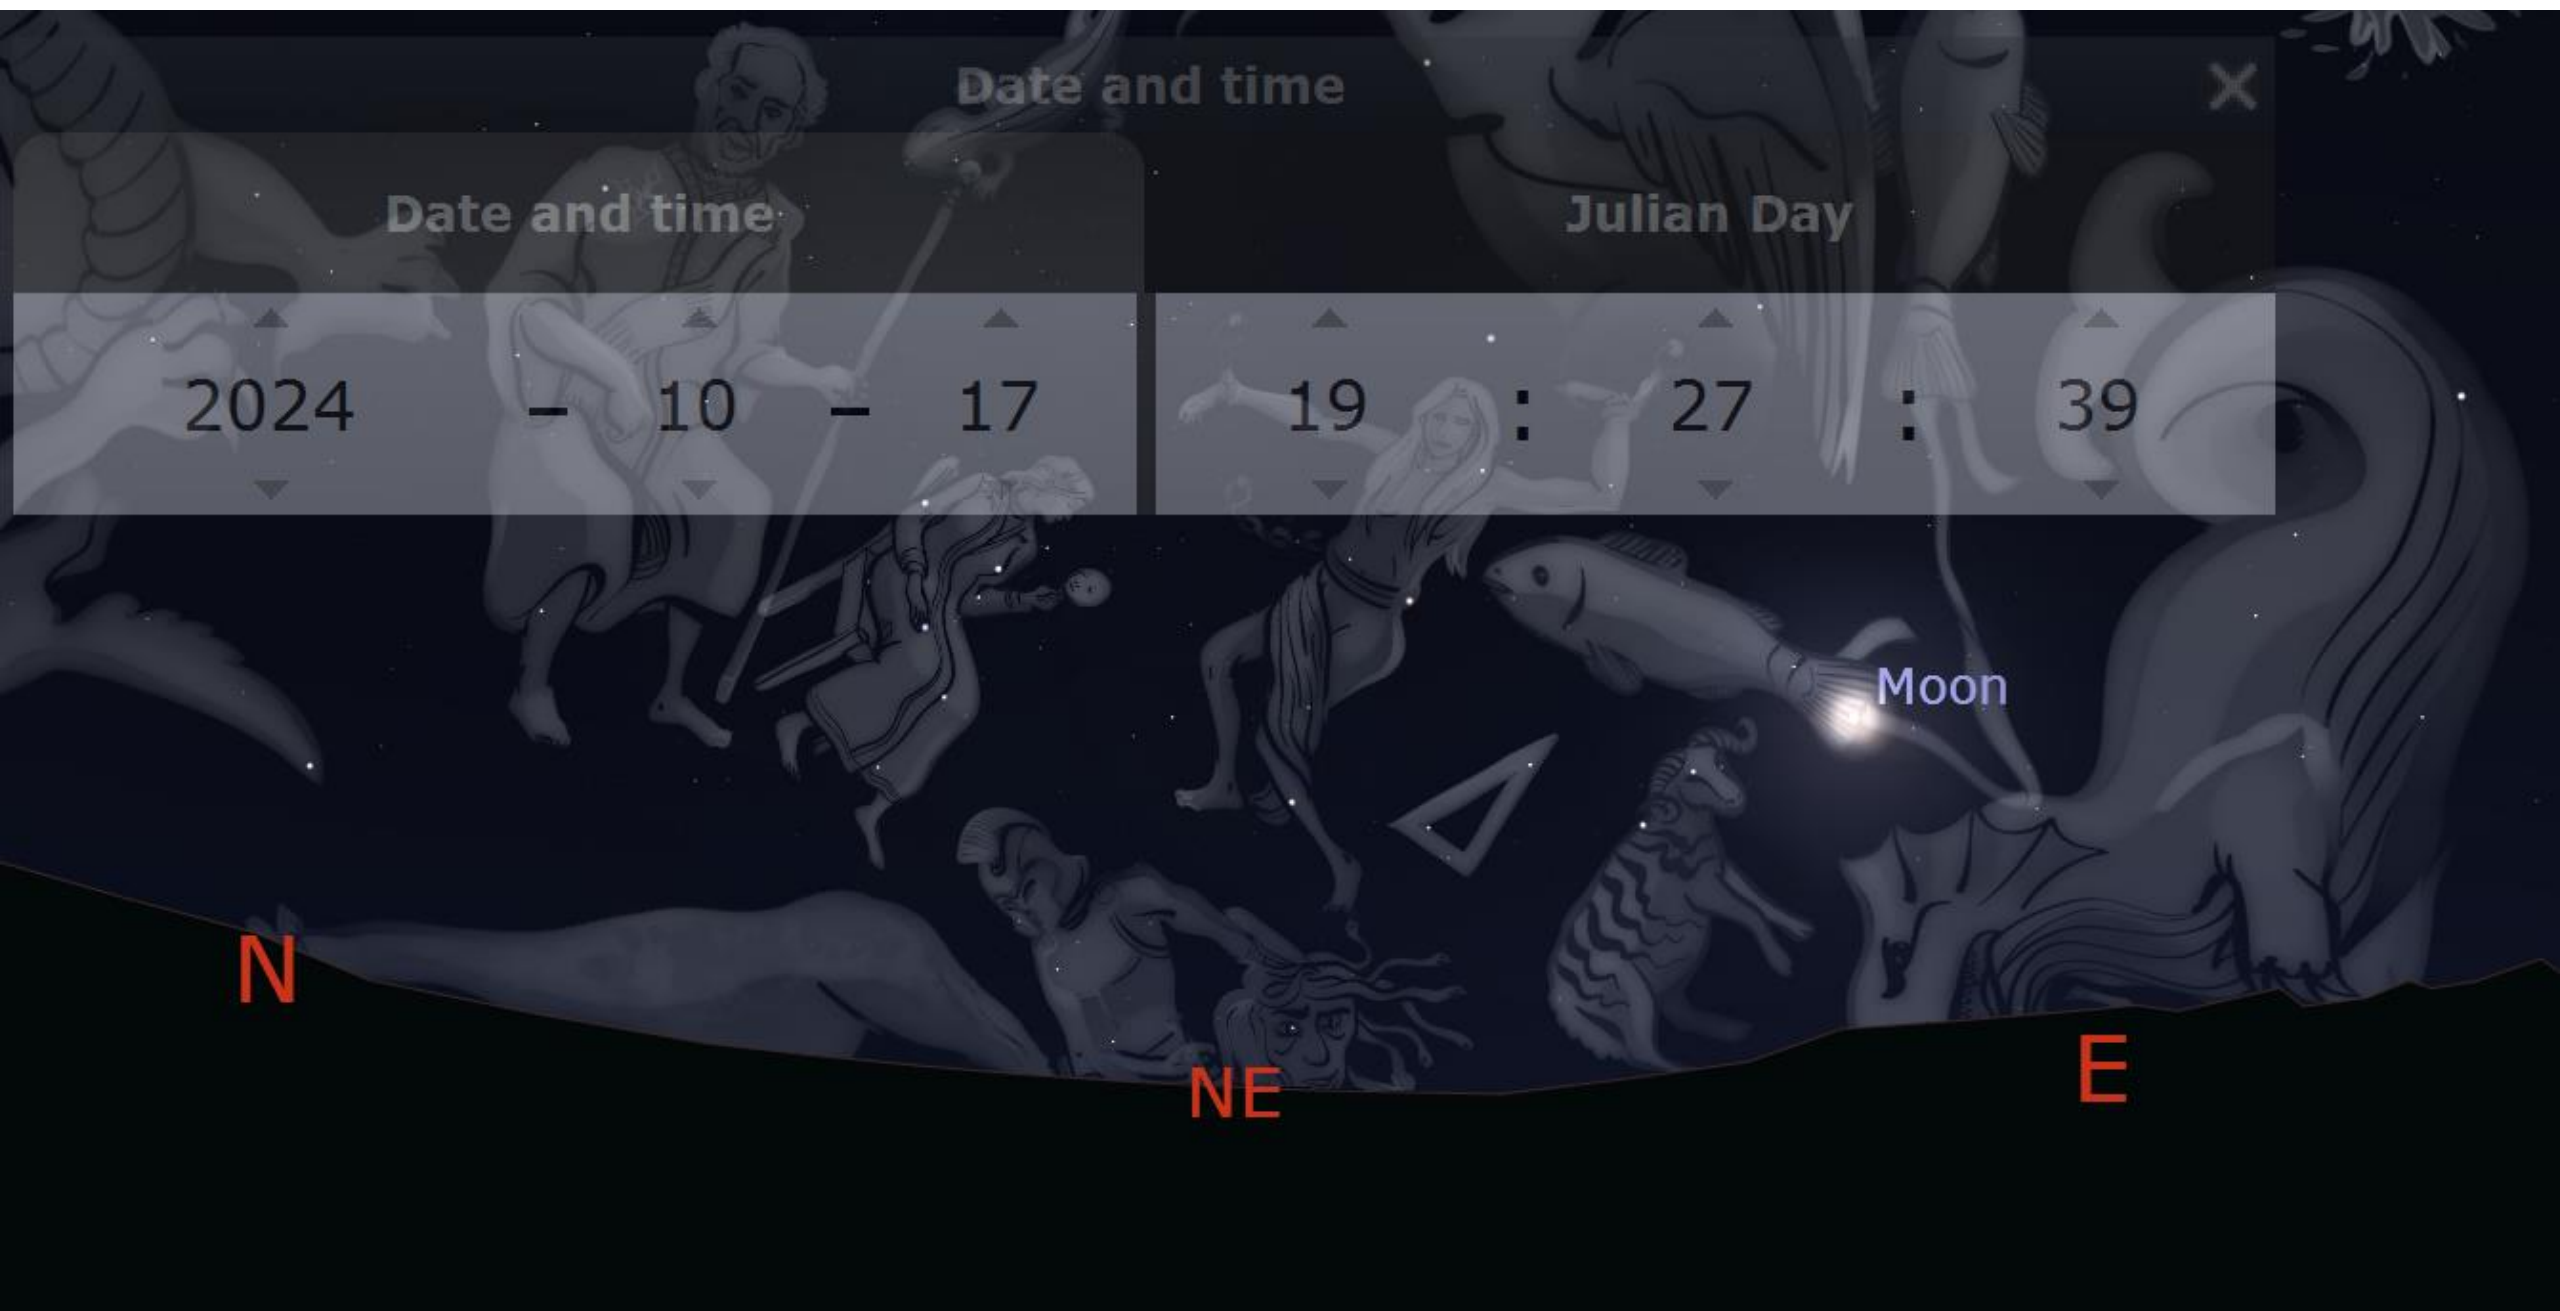 Date and time
Date and time Julian Day
2024 - 10 - 17 19 : 27 : 39
Moon
N
NE
E